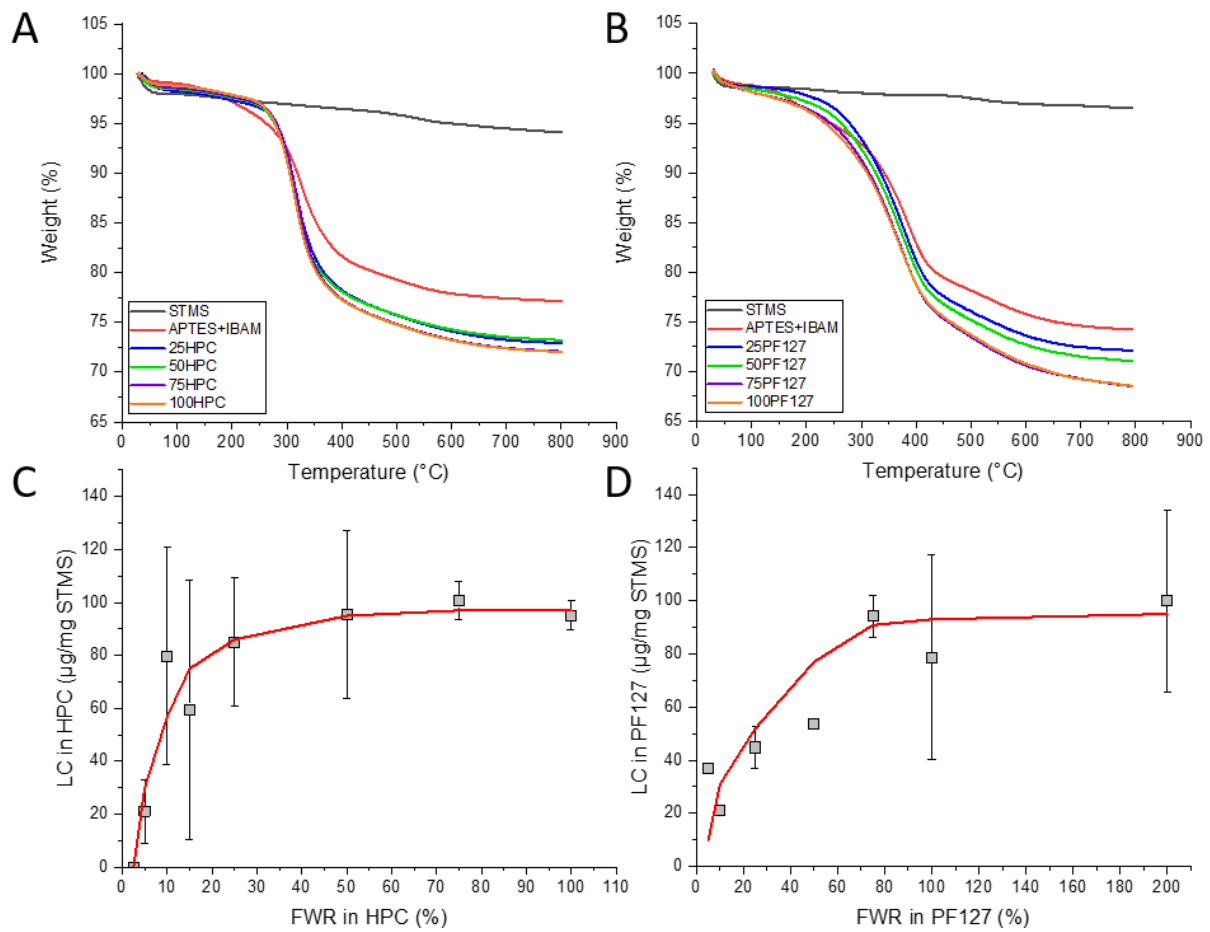 A
105
100
95
90
85
80
75
70
65
Weight (%)
STMS
APTES+IBAM
25HPC
50HPC
75HPC
100HPC
0 100 200 300 400 500 600 700 800 900
Temperature (°C)
B
105
100
95
90
85
80
75
70
65
Weight (%)
STMS
APTES+IBAM
25PF127
50PF127
75PF127
100PF127
0 100 200 300 400 500 600 700 800 900
Temperature (°C)
C
140
120
100
80
60
40
20
0
LC in HPC (µg/mg STMS)
0 10 20 30 40 50 60 70 80 90 100 110
FWR in HPC (%)
D
140
120
100
80
60
40
20
0
LC in PF127 (µg/mg STMS)
0 20 40 60 80 100 120 140 160 180 200
FWR in PF127 (%)